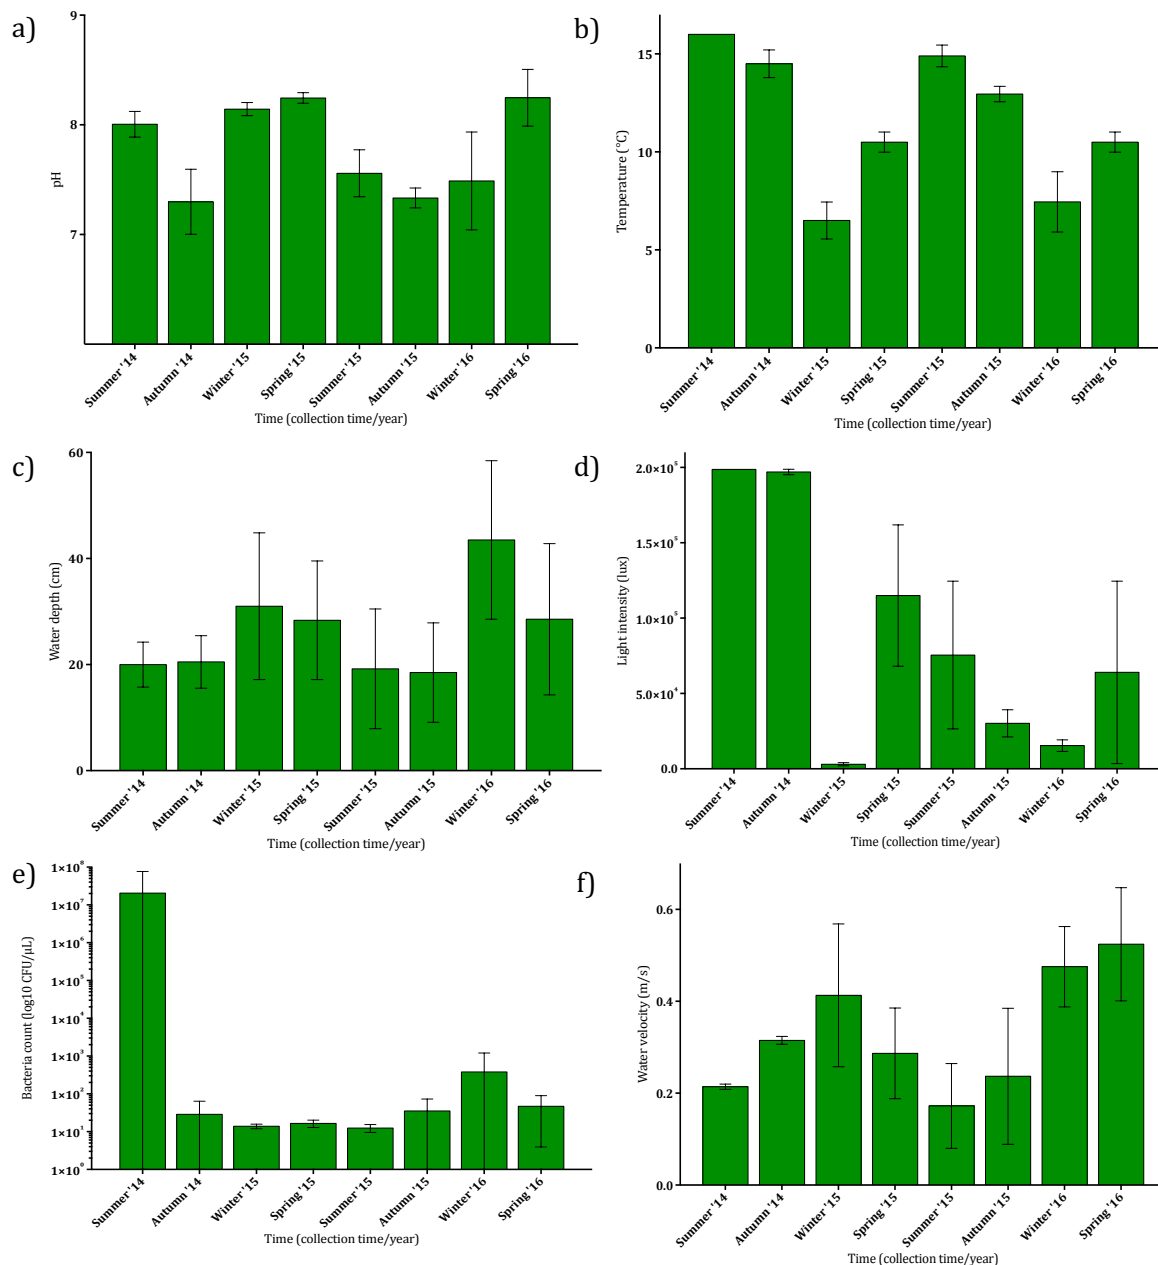 a)
9
8
7
pH
Summer '14
Autumn '14
Winter '15
Spring '15
Summer '15
Autumn '15
Winter '16
Spring '16
Time (collection time/year)
b)
15
10
5
0
Temperature (°C)
Summer '14
Autumn '14
Winter '15
Spring '15
Summer '15
Autumn '15
Winter '16
Spring '16
Time (collection time/year)
c)
60
40
20
0
Water depth (cm)
Summer '14
Autumn '14
Winter '15
Spring '15
Summer '15
Autumn '15
Winter '16
Spring '16
Time (collection time/year)
d)
2.0×10⁵
1.5×10⁵
1.0×10⁵
5.0×10⁴
0.0
Light intensity (lux)
Summer '14
Autumn '14
Winter '15
Spring '15
Summer '15
Autumn '15
Winter '16
Spring '16
Time (collection time/year)
e)
1×10⁸
1×10⁷
1×10⁶
1×10⁵
1×10⁴
1×10³
1×10²
1×10¹
1×10⁰
Bacteria count (log10 CFU/µL)
Summer '14
Autumn '14
Winter '15
Spring '15
Summer '15
Autumn '15
Winter '16
Spring '16
Time (collection time/year)
f)
0.6
0.4
0.2
0.0
Water velocity (m/s)
Summer '14
Autumn '14
Winter '15
Spring '15
Summer '15
Autumn '15
Winter '16
Spring '16
Time (collection time/year)